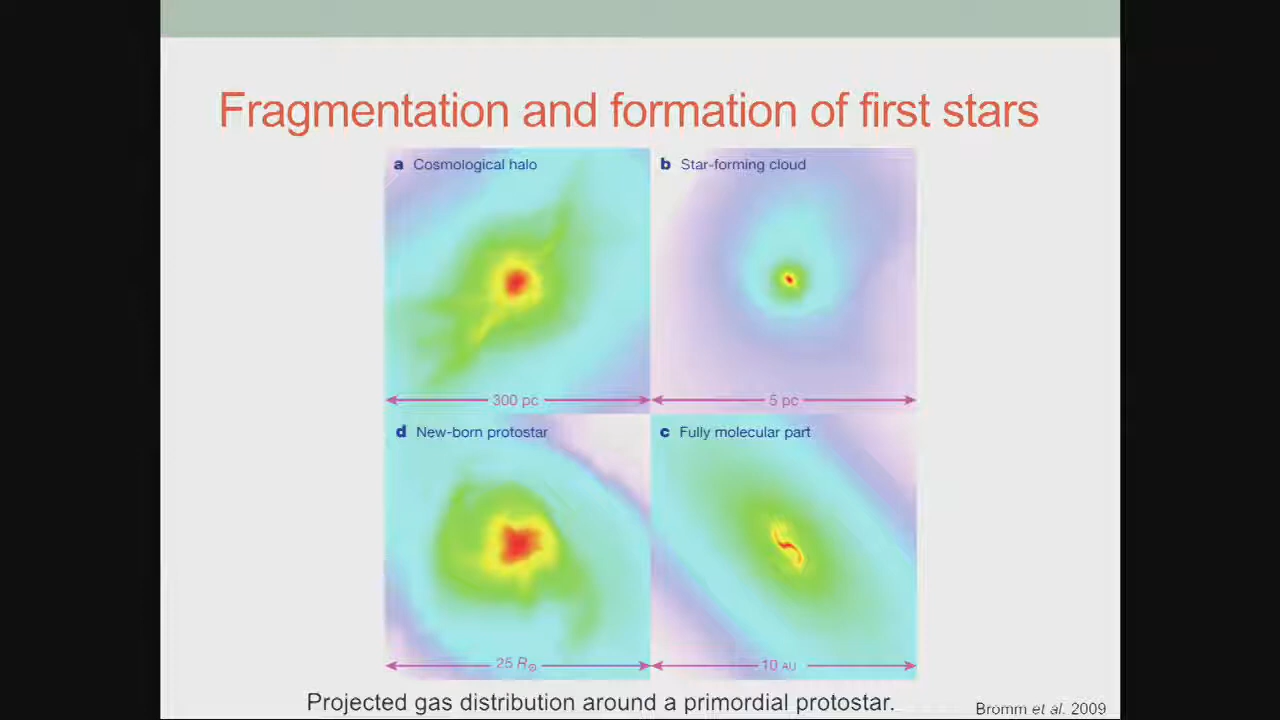 Fragmentation and formation of first stars
a Cosmological halo
b Star-forming cloud
300 pc
5 pc
d New-born protostar
c Fully molecular part
25 R☉
10 AU
Projected gas distribution around a primordial protostar.
Bromm et al. 2009